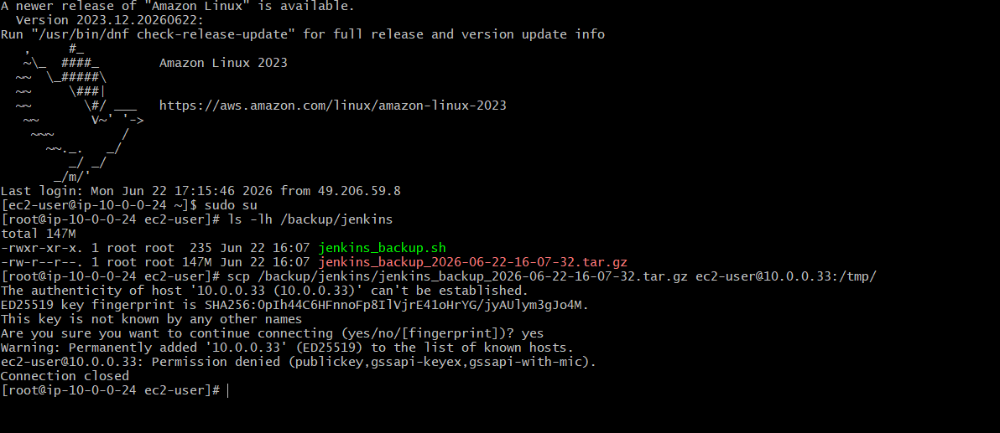 A newer release of "Amazon Linux" is available.
  Version 2023.12.20260622:
Run "/usr/bin/dnf check-release-update" for full release and version update info
   ,     #_
   ~\_  ####_        Amazon Linux 2023
  ~~  \_#####\
  ~~     \###|
  ~~       \#/ ___   https://aws.amazon.com/linux/amazon-linux-2023
   ~~       V~' '->
    ~~~         /
      ~~._.   _/
         _/ _/
       _/m/'
Last login: Mon Jun 22 17:15:46 2026 from 49.206.59.8
[ec2-user@ip-10-0-0-24 ~]$ sudo su
[root@ip-10-0-0-24 ec2-user]# ls -lh /backup/jenkins
total 147M
-rwxr-xr-x. 1 root root  235 Jun 22 16:07 jenkins_backup.sh
-rw-r--r--. 1 root root 147M Jun 22 16:07 jenkins_backup_2026-06-22-16-07-32.tar.gz
[root@ip-10-0-0-24 ec2-user]# scp /backup/jenkins/jenkins_backup_2026-06-22-16-07-32.tar.gz ec2-user@10.0.0.33:/tmp/
The authenticity of host '10.0.0.33 (10.0.0.33)' can't be established.
ED25519 key fingerprint is SHA256:OpIh44C6HFnnoFp8IlVjrE41oHrYG/jyAUlym3gJo4M.
This key is not known by any other names
Are you sure you want to continue connecting (yes/no/[fingerprint])? yes
Warning: Permanently added '10.0.0.33' (ED25519) to the list of known hosts.
ec2-user@10.0.0.33: Permission denied (publickey,gssapi-keyex,gssapi-with-mic).
Connection closed
[root@ip-10-0-0-24 ec2-user]#